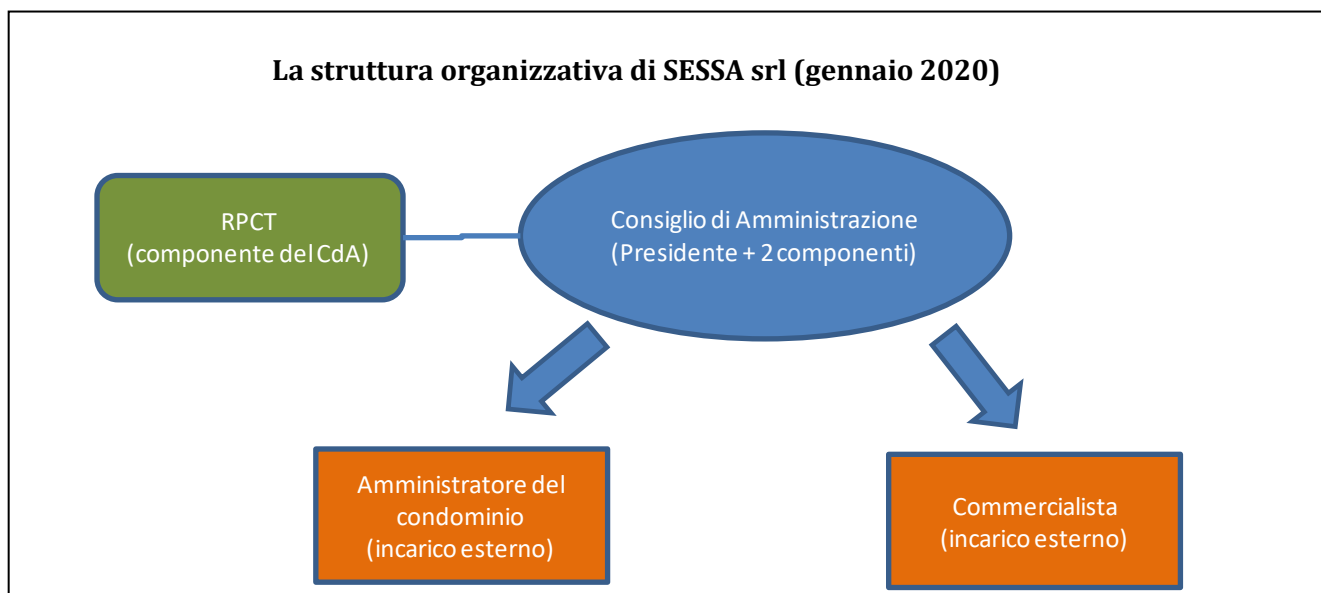 La struttura organizzativa di SESSA srl (gennaio 2020)
RPCT
(componente del CdA)
Consiglio di Amministrazione
(Presidente + 2 componenti)
Amministratore del
condominio
(incarico esterno)
Commercialista
(incarico esterno)